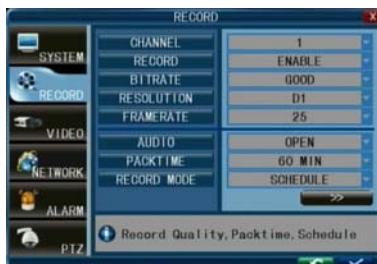 RECORD
X
SYSTEM
RECORD
VIDEO
NETWORK
ALARM
PTZ
CHANNEL 1
RECORD ENABLE
BITRATE GOOD
RESOLUTION D1
FRAMERATE 25
AUDIO OPEN
PACKTIME 60 MIN
RECORD MODE SCHEDULE
>>
Record Quality, Packtime, Schedule